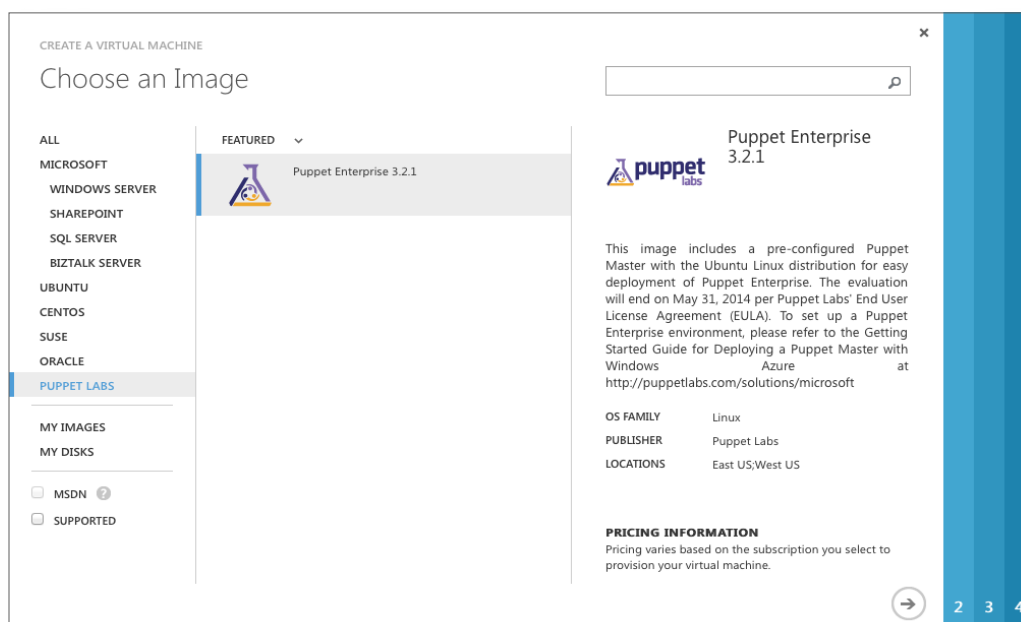 CREATE A VIRTUAL MACHINE
Choose an Image
ALL
MICROSOFT
WINDOWS SERVER
SHAREPOINT
SQL SERVER
BIZTALK SERVER
UBUNTU
CENTOS
SUSE
ORACLE
PUPPET LABS
MY IMAGES
MY DISKS
MSDN ?
SUPPORTED
FEATURED
Puppet Enterprise 3.2.1
puppet
labs
Puppet Enterprise
3.2.1
This image includes a pre-configured Puppet
Master with the Ubuntu Linux distribution for easy
deployment of Puppet Enterprise. The evaluation
will end on May 31, 2014 per Puppet Labs' End User
License Agreement (EULA). To set up a Puppet
Enterprise environment, please refer to the Getting
Started Guide for Deploying a Puppet Master with
Windows Azure at
http://puppetlabs.com/solutions/microsoft
OS FAMILY Linux
PUBLISHER Puppet Labs
LOCATIONS East US;West US
PRICING INFORMATION
Pricing varies based on the subscription you select to
provision your virtual machine.
2 3 4